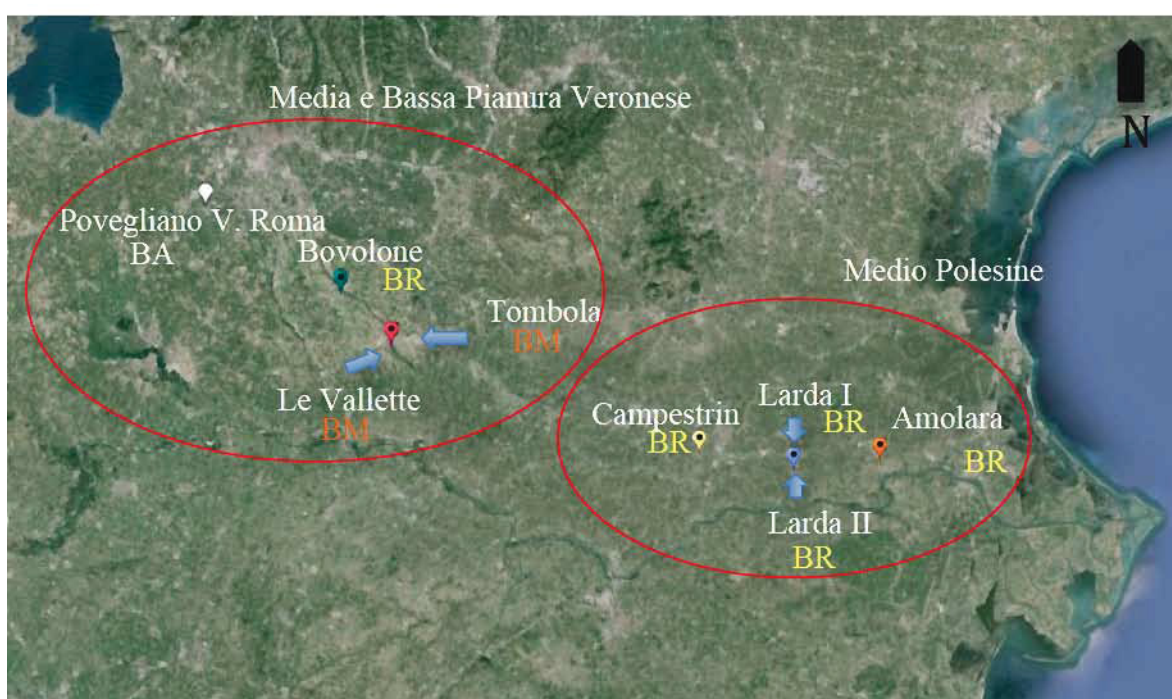 Media e Bassa Pianura Veronese
N
Povegliano V. Roma
BA
Bovolone
BR
Medio Polesine
Tombola
BM
Le Vallette
BM
Campestrin
BR
Larda I
BR
Amolara
BR
Larda II
BR